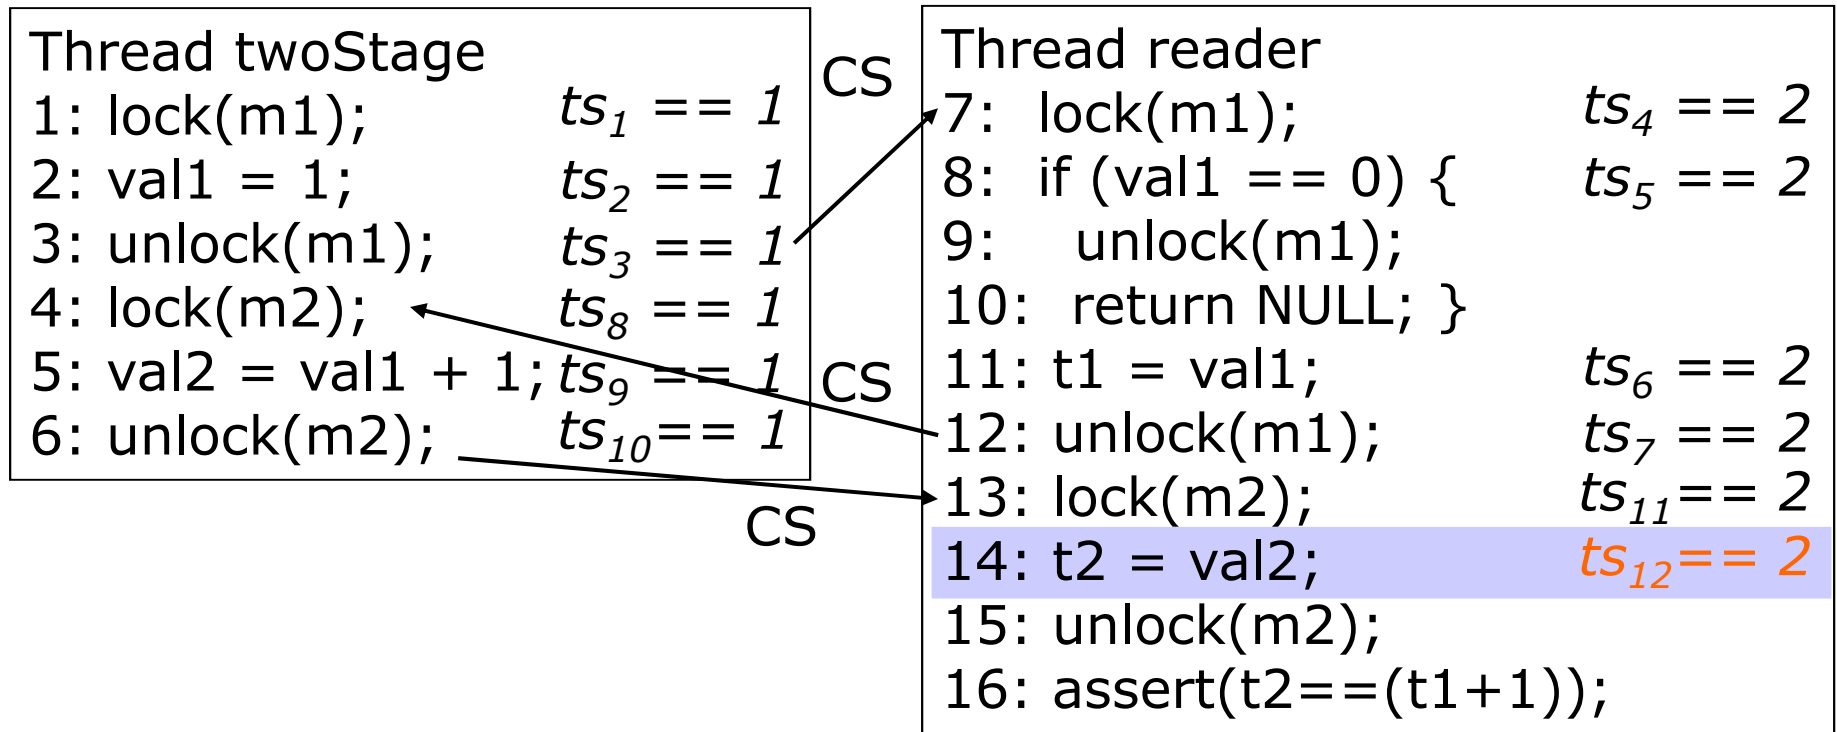 Thread twoStage
1: lock(m1); ts₁ == 1
2: val1 = 1; ts₂ == 1
3: unlock(m1); ts₃ == 1
4: lock(m2); ts₈ == 1
5: val2 = val1 + 1; ts₉ == 1
6: unlock(m2); ts₁₀== 1
CS
CS
CS
Thread reader
7: lock(m1); ts₄ == 2
8: if (val1 == 0) { ts₅ == 2
9: unlock(m1);
10: return NULL; }
11: t1 = val1; ts₆ == 2
12: unlock(m1); ts₇ == 2
13: lock(m2); ts₁₁== 2
14: t2 = val2; ts₁₂== 2
15: unlock(m2);
16: assert(t2==(t1+1));